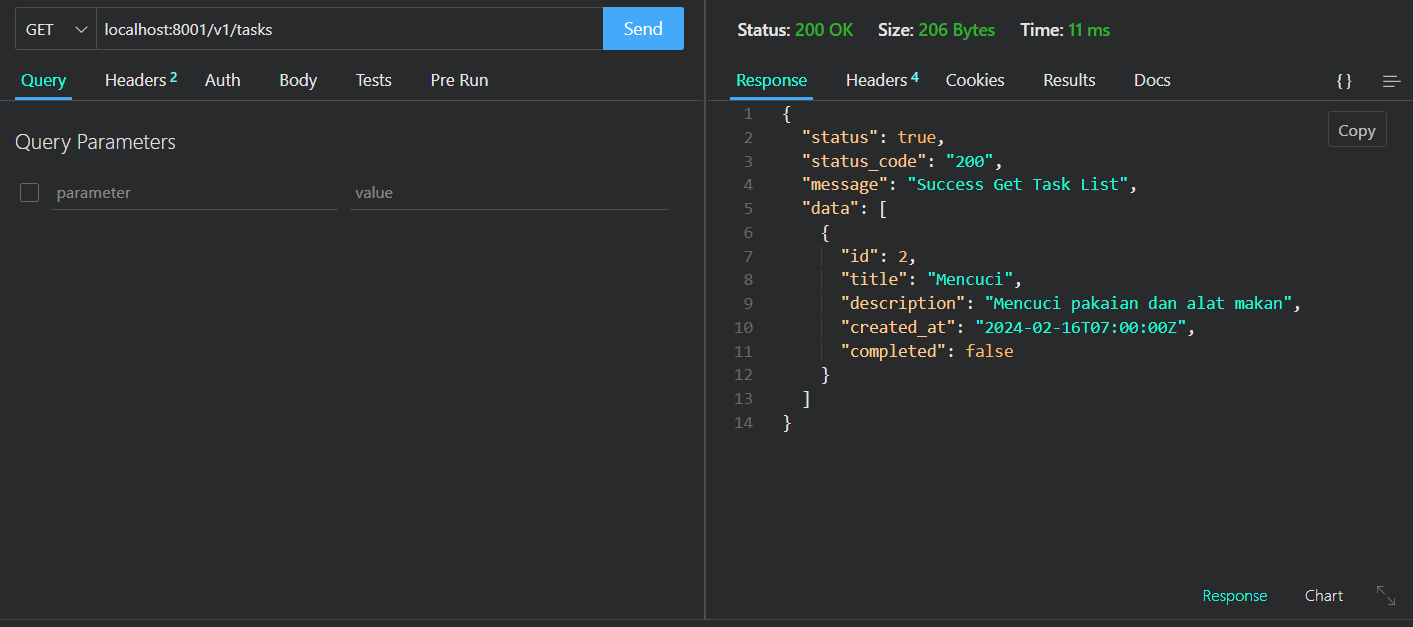 GET localhost:8001/v1/tasks Send
Query Headers 2 Auth Body Tests Pre Run
Query Parameters
parameter value
Status: 200 OK Size: 206 Bytes Time: 11 ms
Response Headers 4 Cookies Results Docs {}
Copy
1 {
2 "status": true,
3 "status_code": "200",
4 "message": "Success Get Task List",
5 "data": [
6 {
7 "id": 2,
8 "title": "Mencuci",
9 "description": "Mencuci pakaian dan alat makan",
10 "created_at": "2024-02-16T07:00:00Z",
11 "completed": false
12 }
13 ]
14 }
Response Chart